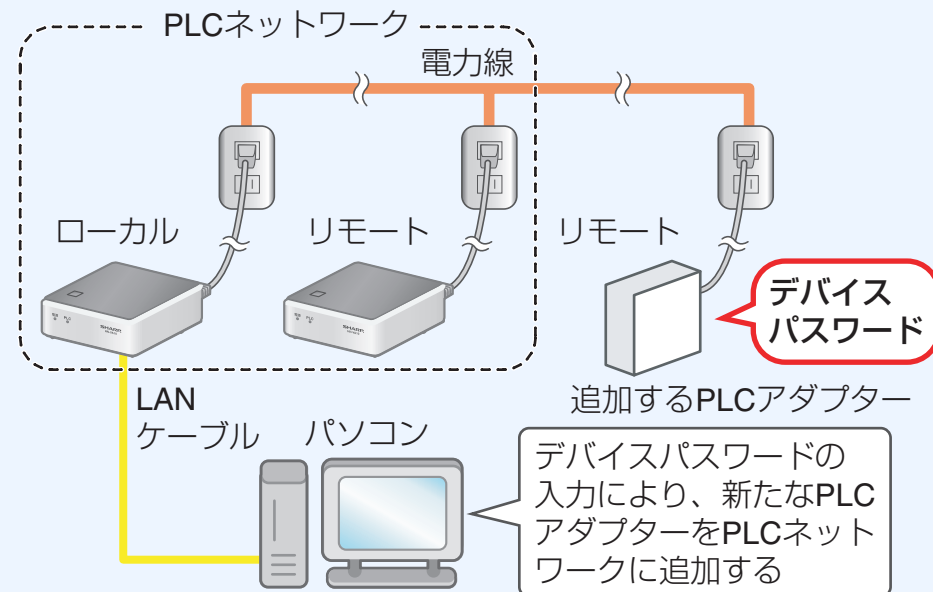 PLCネットワーク
電力線
ローカル
リモート
リモート
PLC
SHARP
PLC
SHARP
デバイス
パスワード
追加するPLCアダプター
LAN
ケーブル
パソコン
デバイスパスワードの
入力により、新たなPLC
アダプターをPLCネット
ワークに追加する